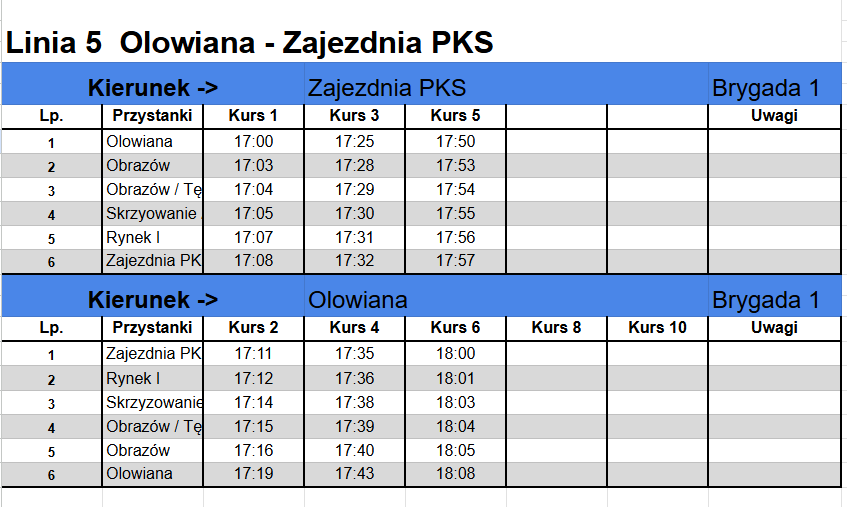 Linia 5 Olowiana - Zajezdnia PKS
Kierunek -> Zajezdnia PKS Brygada 1
Lp. Przystanki Kurs 1 Kurs 3 Kurs 5 Uwagi
1 Olowiana 17:00 17:25 17:50
2 Obrazów 17:03 17:28 17:53
3 Obrazów / Tę 17:04 17:29 17:54
4 Skrzyowanie 17:05 17:30 17:55
5 Rynek I 17:07 17:31 17:56
6 Zajezdnia PK 17:08 17:32 17:57
Kierunek -> Olowiana Brygada 1
Lp. Przystanki Kurs 2 Kurs 4 Kurs 6 Kurs 8 Kurs 10 Uwagi
1 Zajezdnia PK 17:11 17:35 18:00
2 Rynek I 17:12 17:36 18:01
3 Skrzyzowanie 17:14 17:38 18:03
4 Obrazów / Tę 17:15 17:39 18:04
5 Obrazów 17:16 17:40 18:05
6 Olowiana 17:19 17:43 18:08